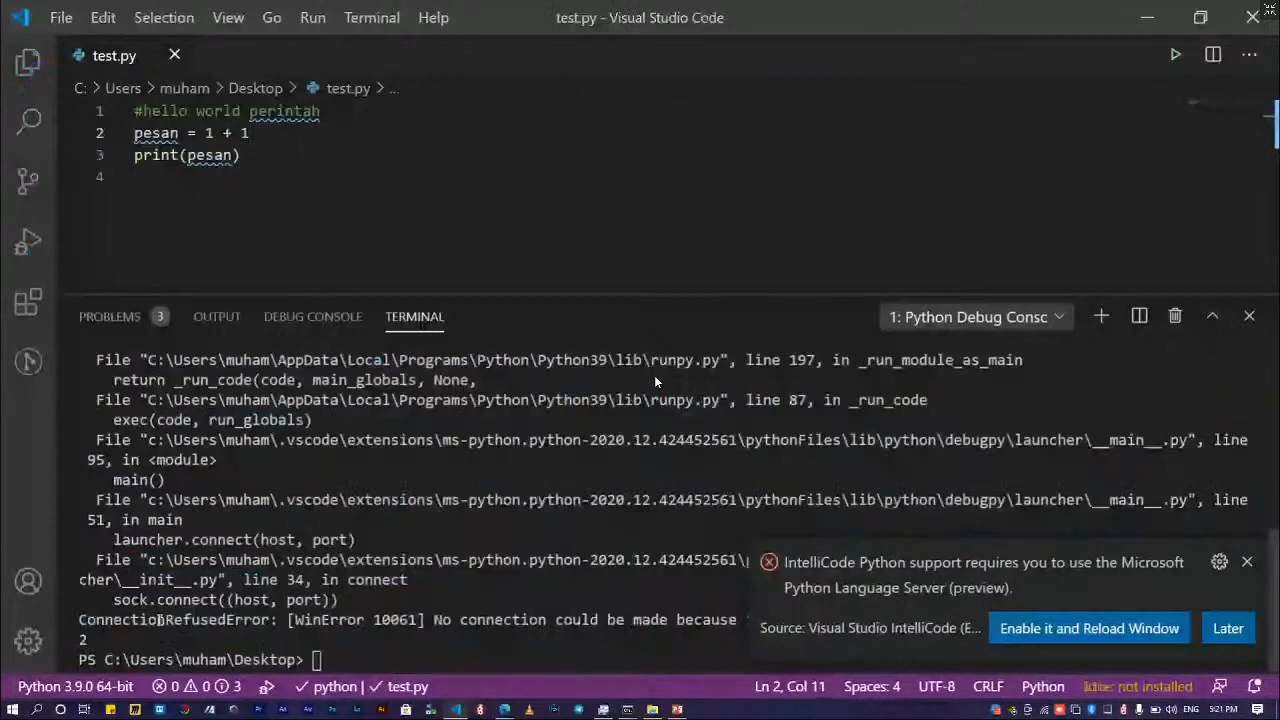 File Edit Selection View Go Run Terminal Help test.py - Visual Studio Code
test.py
C: > Users > muham > Desktop > test.py > ...
1 #hello world perintah
2 pesan = 1 + 1
3 print(pesan)
4
PROBLEMS 3 OUTPUT DEBUG CONSOLE TERMINAL 1: Python Debug Consc
File "C:\Users\muham\AppData\Local\Programs\Python\Python39\lib\runpy.py", line 197, in _run_module_as_main
return _run_code(code, main_globals, None,
File "C:\Users\muham\AppData\Local\Programs\Python\Python39\lib\runpy.py", line 87, in _run_code
exec(code, run_globals)
File "c:\Users\muham\.vscode\extensions\ms-python.python-2020.12.424452561\pythonFiles\lib\python\debugpy\launcher\__main__.py", line
95, in <module>
main()
File "c:\Users\muham\.vscode\extensions\ms-python.python-2020.12.424452561\pythonFiles\lib\python\debugpy\launcher\__main__.py", line
51, in main
launcher.connect(host, port)
File "c:\Users\muham\.vscode\extensions\ms-python.python-2020.12.424452561\
cher\__init__.py", line 34, in connect
sock.connect((host, port))
ConnectionRefusedError: [WinError 10061] No connection could be made because
2
PS C:\Users\muham\Desktop>
IntelliCode Python support requires you to use the Microsoft
Python Language Server (preview).
Source: Visual Studio IntelliCode (E... Enable it and Reload Window Later
Python 3.9.0 64-bit 0 0 3 python | test.py Ln 2, Col 11 Spaces: 4 UTF-8 CRLF Python not installed
ENG 5:21 PM